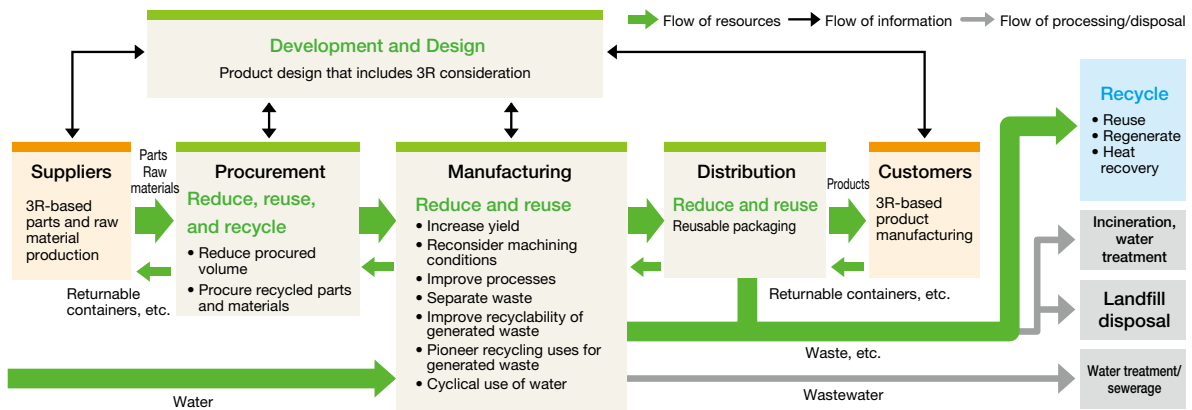 Flow of resources
Flow of information
Flow of processing/disposal
Development and Design
Product design that includes 3R consideration
Suppliers
3R-based
parts and raw
material
production
Parts
Raw
materials
Returnable
containers, etc.
Procurement
Reduce, reuse,
and recycle
• Reduce procured
volume
• Procure recycled parts
and materials
Manufacturing
Reduce and reuse
• Increase yield
• Reconsider machining
conditions
• Improve processes
• Separate waste
• Improve recyclability of
generated waste
• Pioneer recycling uses for
generated waste
• Cyclical use of water
Distribution
Reduce and reuse
Reusable packaging
Products
Customers
3R-based
product
manufacturing
Returnable containers, etc.
Recycle
• Reuse
• Regenerate
• Heat
recovery
Incineration,
water
treatment
Landfill
disposal
Water treatment/
sewerage
Waste, etc.
Wastewater
Water